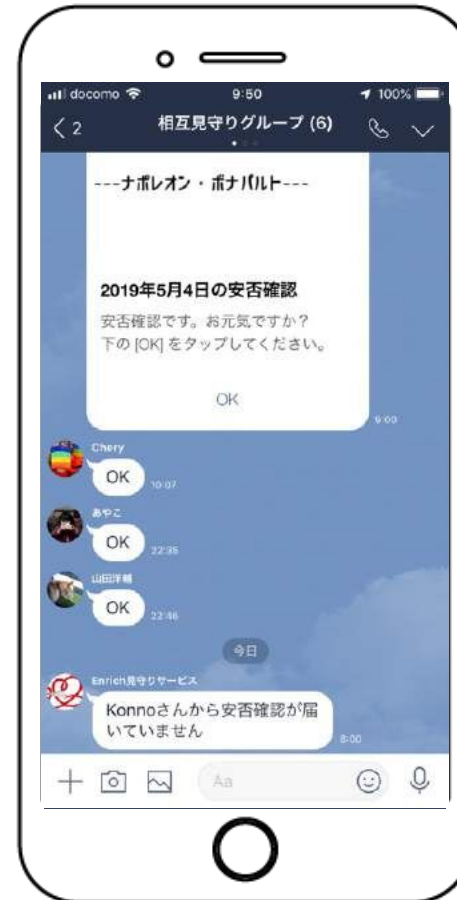 docomo 9:50 100%
2 相互見守りグループ (6)
---ナポレオン・ボナパルト---
2019年5月4日の安否確認
安否確認です。お元気ですか？
下の [OK] をタップしてください。
OK
9:00
Chery
OK
10:07
あやこ
OK
22:35
山田洋輔
OK
22:46
今日
Enrich見守りサービス
Konnoさんから安否確認が届
いていません
8:00
Aa